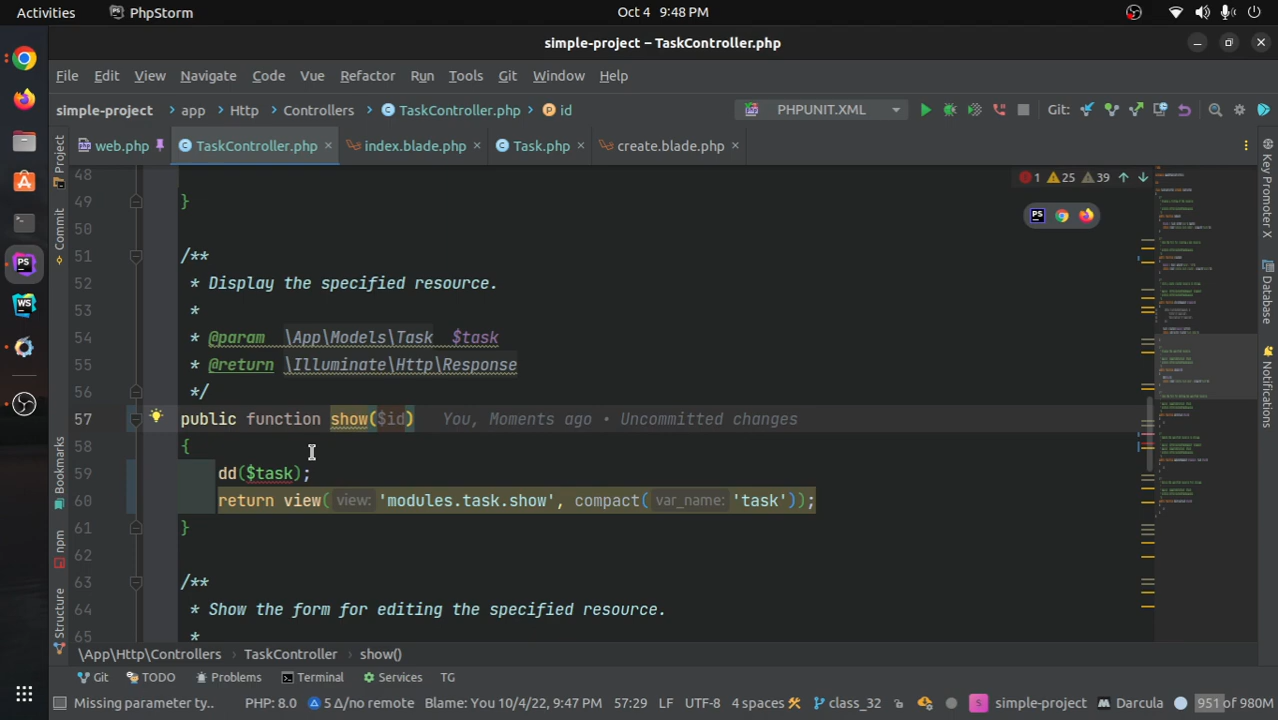 Activities PhpStorm Oct 4 9:48 PM
simple-project – TaskController.php
File Edit View Navigate Code Vue Refactor Run Tools Git Window Help
simple-project app Http Controllers TaskController.php id PHPUNIT.XML Git:
web.php TaskController.php index.blade.php Task.php create.blade.php
48 1 25 39
49 }
50
51 /**
52 * Display the specified resource.
53 *
54 * @param \App\Models\Task $task
55 * @return \Illuminate\Http\Response
56 */
57 public function show($id) You, Moments ago • Uncommitted changes
58 {
59 dd($task);
60 return view( view: 'modules.task.show', compact( var_name: 'task'));
61 }
62
63 /**
64 * Show the form for editing the specified resource.
65 *
Project
Commit
Bookmarks
npm
Structure
Key Promoter X
Database
Notifications
\App\Http\Controllers TaskController show()
Git TODO Problems Terminal Services TG
Missing parameter ty.. PHP: 8.0 5 Δ/no remote Blame: You 10/4/22, 9:47 PM 57:29 LF UTF-8 4 spaces class_32 S simple-project M Darcula 951 of 980M